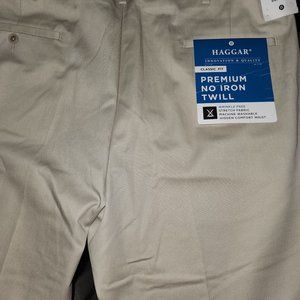 HAGGAR®
INNOVATION & QUALITY
CLASSIC FIT
PREMIUM
NO IRON
TWILL
WRINKLE FREE
STRETCH FABRIC
MACHINE WASHABLE
HIDDEN COMFORT WAIST